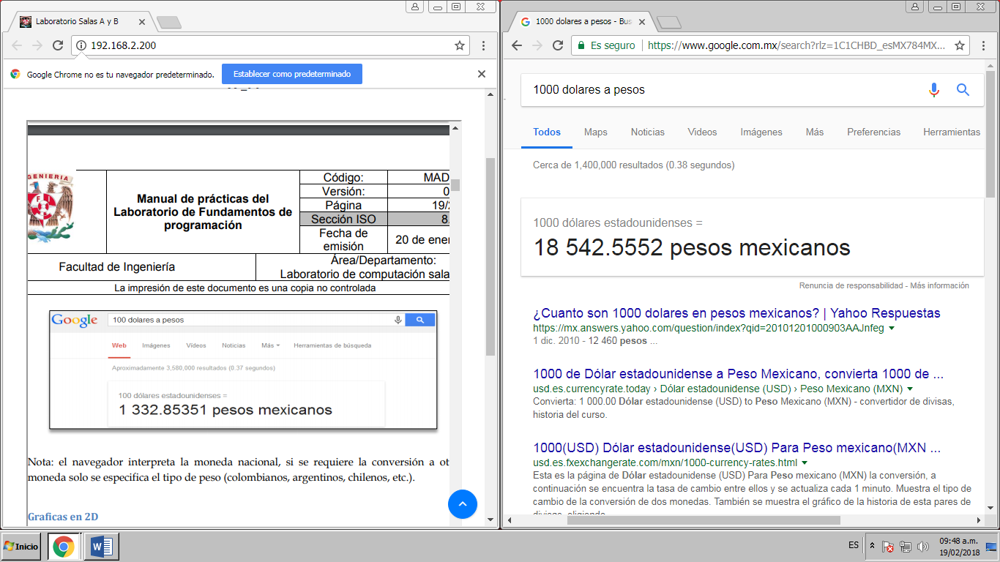 Laboratorio Salas A y B
192.168.2.200
Google Chrome no es tu navegador predeterminado.
Establecer como predeterminado
GENIERIA
Manual de prácticas del
Laboratorio de Fundamentos de
programación
Código:
MAD
Versión:
0
Página
19/2
Sección ISO
8.
Fecha de
emisión
20 de ener
Facultad de Ingeniería
Área/Departamento:
Laboratorio de computación sala
La impresión de este documento es una copia no controlada
Google
100 dolares a pesos
Web Imágenes Vídeos Noticias Más Herramientas de búsqueda
Aproximadamente 3,580,000 resultados (0.37 segundos)
100 dólares estadounidenses =
1 332.85351 pesos mexicanos
Nota: el navegador interpreta la moneda nacional, si se requiere la conversión a ot
moneda solo se especifica el tipo de peso (colombianos, argentinos, chilenos, etc.).
Graficas en 2D
1000 dolares a pesos - Bus
Es seguro https://www.google.com.mx/search?rlz=1C1CHBD_esMX784MX...
1000 dolares a pesos
Todos Maps Noticias Videos Imágenes Más Preferencias Herramientas
Cerca de 1,400,000 resultados (0.38 segundos)
1000 dólares estadounidenses =
18 542.5552 pesos mexicanos
Renuncia de responsabilidad - Más información
¿Cuanto son 1000 dolares en pesos mexicanos? | Yahoo Respuestas
https://mx.answers.yahoo.com/question/index?qid=20101201000903AAJnfeg
1 dic. 2010 - 12 460 pesos ...
1000 de Dólar estadounidense a Peso Mexicano, convierta 1000 de ...
usd.es.currencyrate.today › Dólar estadounidense (USD) › Peso Mexicano (MXN)
Convierta: 1 000.00 Dólar estadounidense (USD) to Peso Mexicano (MXN) - convertidor de divisas,
historia del curso.
1000(USD) Dólar estadounidense(USD) Para Peso mexicano(MXN ...
usd.es.fxexchangerate.com/mxn/1000-currency-rates.html
Esta es la página de Dólar estadounidense (USD) Para Peso mexicano (MXN) la conversión, a
continuación se encuentra la tasa de cambio entre ellos y se actualiza cada 1 minuto. Muestra el tipo de
cambio de la conversión de dos monedas. También se muestra el gráfico de la historia de esta pares de
divisas, eligiendo
Inicio
ES
09:48 a.m.
19/02/2018